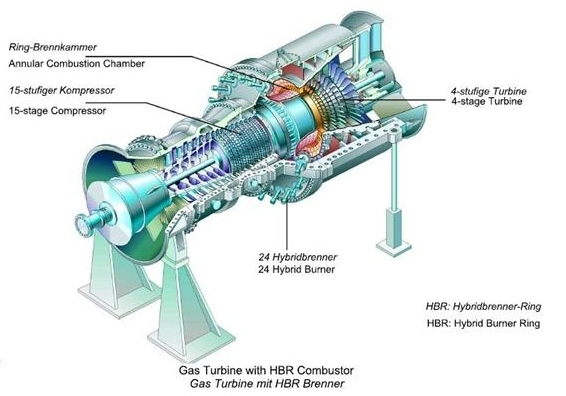 Ring-Brennkammer
Annular Combustion Chamber
15-stufiger Kompressor
15-stage Compressor
4-stufige Turbine
4-stage Turbine
24 Hybridbrenner
24 Hybrid Burner
HBR: Hybridbrenner-Ring
HBR: Hybrid Burner Ring
Gas Turbine with HBR Combustor
Gas Turbine mit HBR Brenner